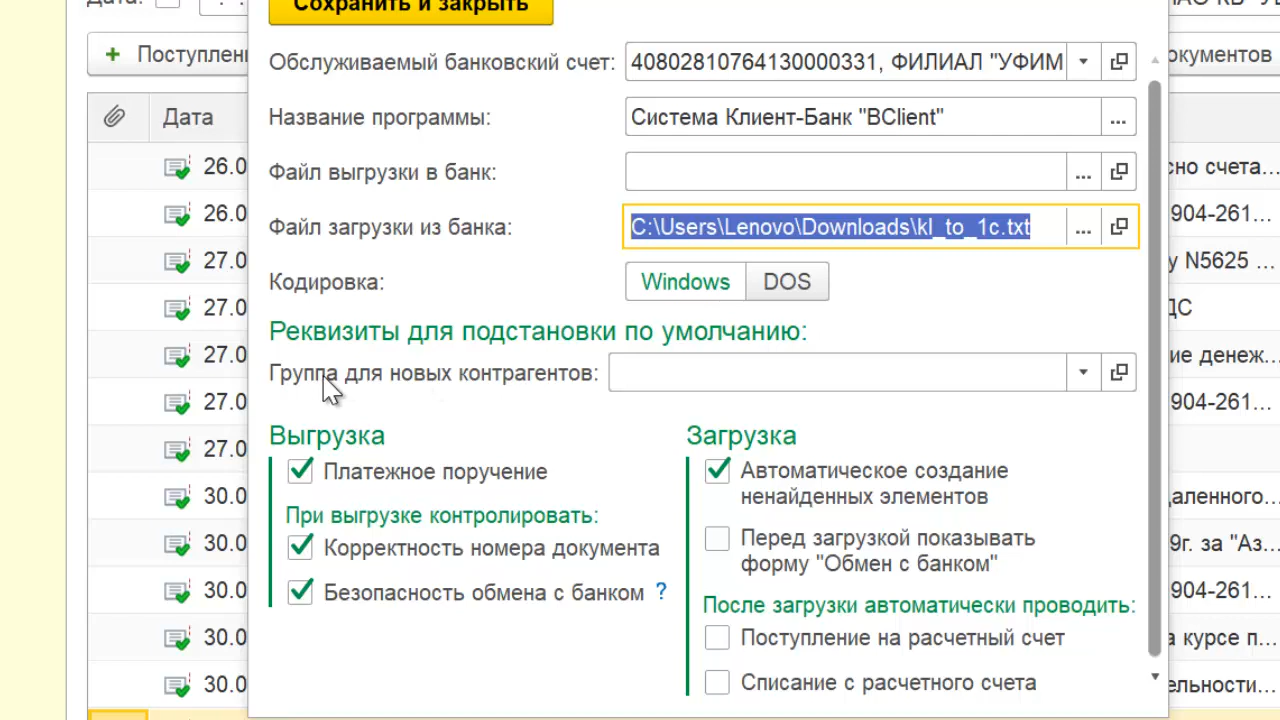 Дата:
Сохранить и закрыть
+ Поступлени
окументов
Дата
Обслуживаемый банковский счет: 40802810764130000331, ФИЛИАЛ "УФИМ
Название программы: Система Клиент-Банк "BClient" ...
Файл выгрузки в банк: ...
Файл загрузки из банка: C:\Users\Lenovo\Downloads\kl_to_1c.txt ...
Кодировка: Windows DOS
Реквизиты для подстановки по умолчанию:
Группа для новых контрагентов:
Выгрузка
Платежное поручение
При выгрузке контролировать:
Корректность номера документа
Безопасность обмена с банком ?
Загрузка
Автоматическое создание
ненайденных элементов
Перед загрузкой показывать
форму "Обмен с банком"
После загрузки автоматически проводить:
Поступление на расчетный счет
Списание с расчетного счета
26.0
26.0
27.0
27.0
27.0
27.0
27.0
30.0
30.0
30.0
30.0
30.0
сно счета...
904-261...
у N5625 ...
ДС
ие денеж...
904-261...
даленного...
9г. за "Аз...
904-261...
а курсе п...
ельности...